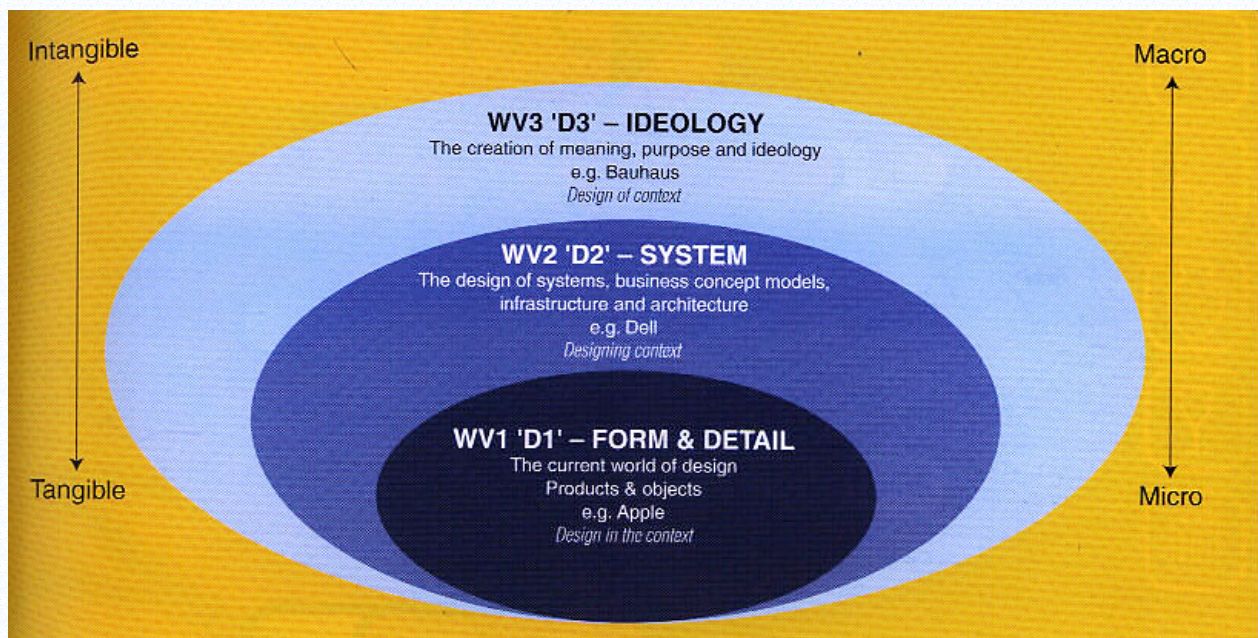 Intangible
Macro
WV3 'D3' – IDEOLOGY
The creation of meaning, purpose and ideology
e.g. Bauhaus
Design of context
WV2 'D2' – SYSTEM
The design of systems, business concept models,
infrastructure and architecture
e.g. Dell
Designing context
WV1 'D1' – FORM & DETAIL
The current world of design
Products & objects
e.g. Apple
Design in the context
Tangible
Micro